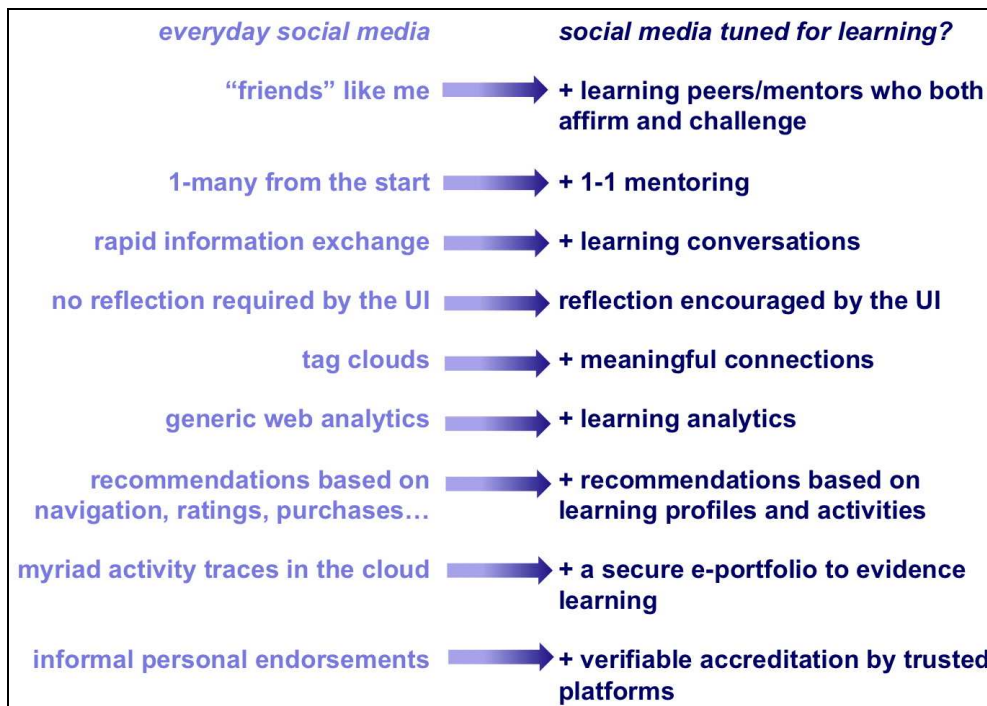 everyday social media
social media tuned for learning?
“friends” like me
+ learning peers/mentors who both
affirm and challenge
1-many from the start
+ 1-1 mentoring
rapid information exchange
+ learning conversations
no reflection required by the UI
reflection encouraged by the UI
tag clouds
+ meaningful connections
generic web analytics
+ learning analytics
recommendations based on
navigation, ratings, purchases…
+ recommendations based on
learning profiles and activities
myriad activity traces in the cloud
+ a secure e-portfolio to evidence
learning
informal personal endorsements
+ verifiable accreditation by trusted
platforms